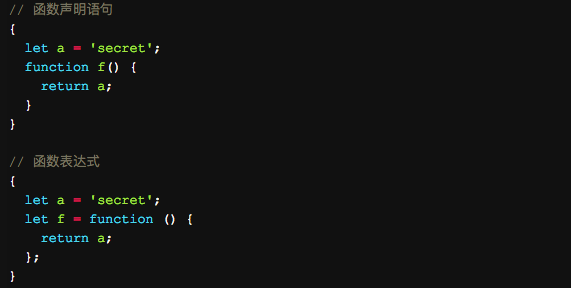 // 函数声明语句
{
  let a = 'secret';
  function f() {
    return a;
  }
}

// 函数表达式
{
  let a = 'secret';
  let f = function () {
    return a;
  };
}